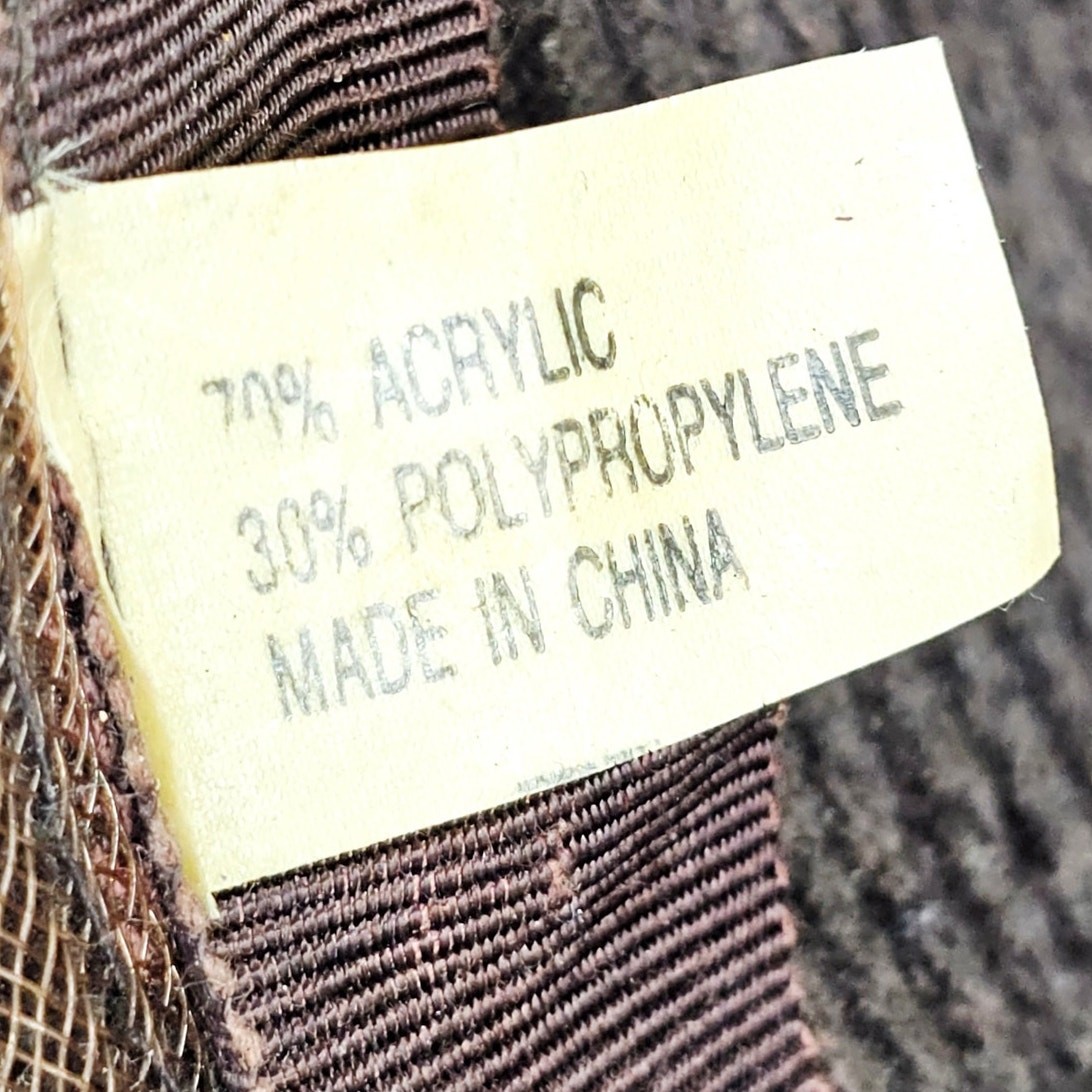 70% ACRYLIC
30% POLYPROPYLENE
MADE IN CHINA